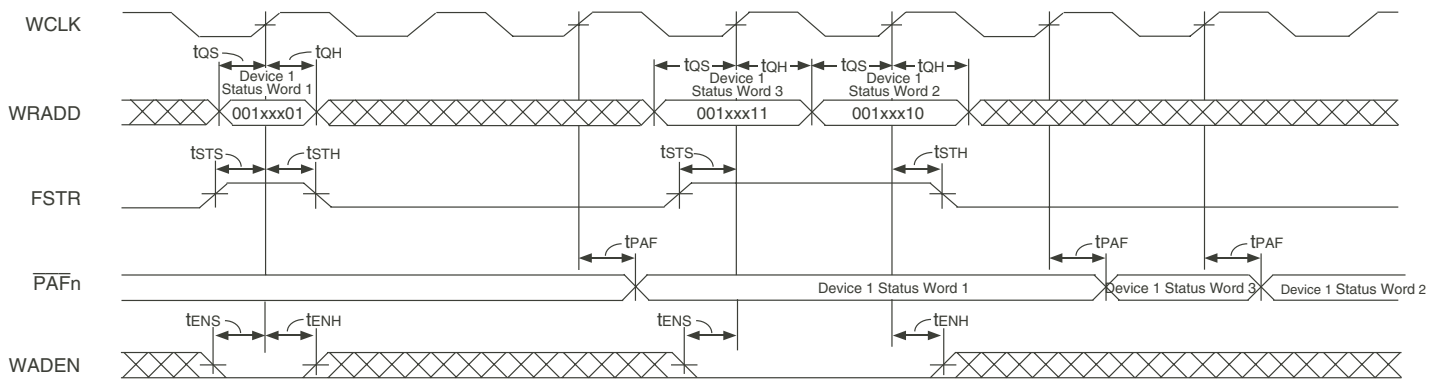 WCLK
tQS tQH
Device 1
Status Word 1
tQS tQH
Device 1
Status Word 3
tQS tQH
Device 1
Status Word 2
WRADD
001xxx01
001xxx11
001xxx10
tSTS tSTH
tSTS
tSTH
FSTR
tPAF
tPAF
tPAF
PAFn
Device 1 Status Word 1
Device 1 Status Word 3
Device 1 Status Word 2
tENS tENH
tENS
tENH
WADEN